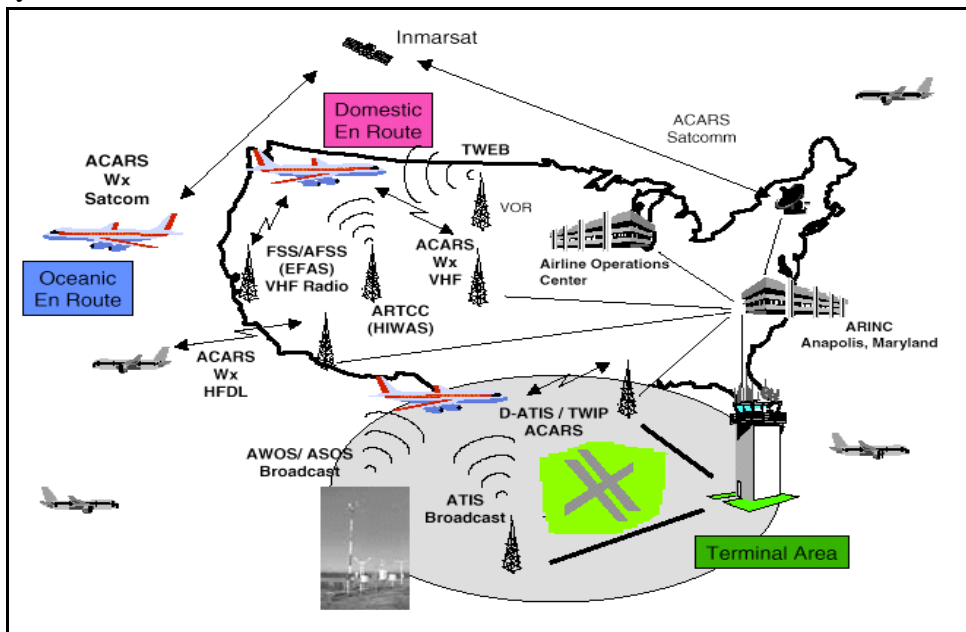 Inmarsat
Domestic
En Route
ACARS
Satcomm
TWEB
ACARS
Wx
Satcom
VOR
FSS/AFSS
(EFAS)
VHF Radio
ACARS
Wx
VHF
Airline Operations
Center
Oceanic
En Route
ARTCC
(HIWAS)
ARINC
Anapolis, Maryland
ACARS
Wx
HFDL
D-ATIS / TWIP
ACARS
AWOS/ ASOS
Broadcast
ATIS
Broadcast
Terminal Area